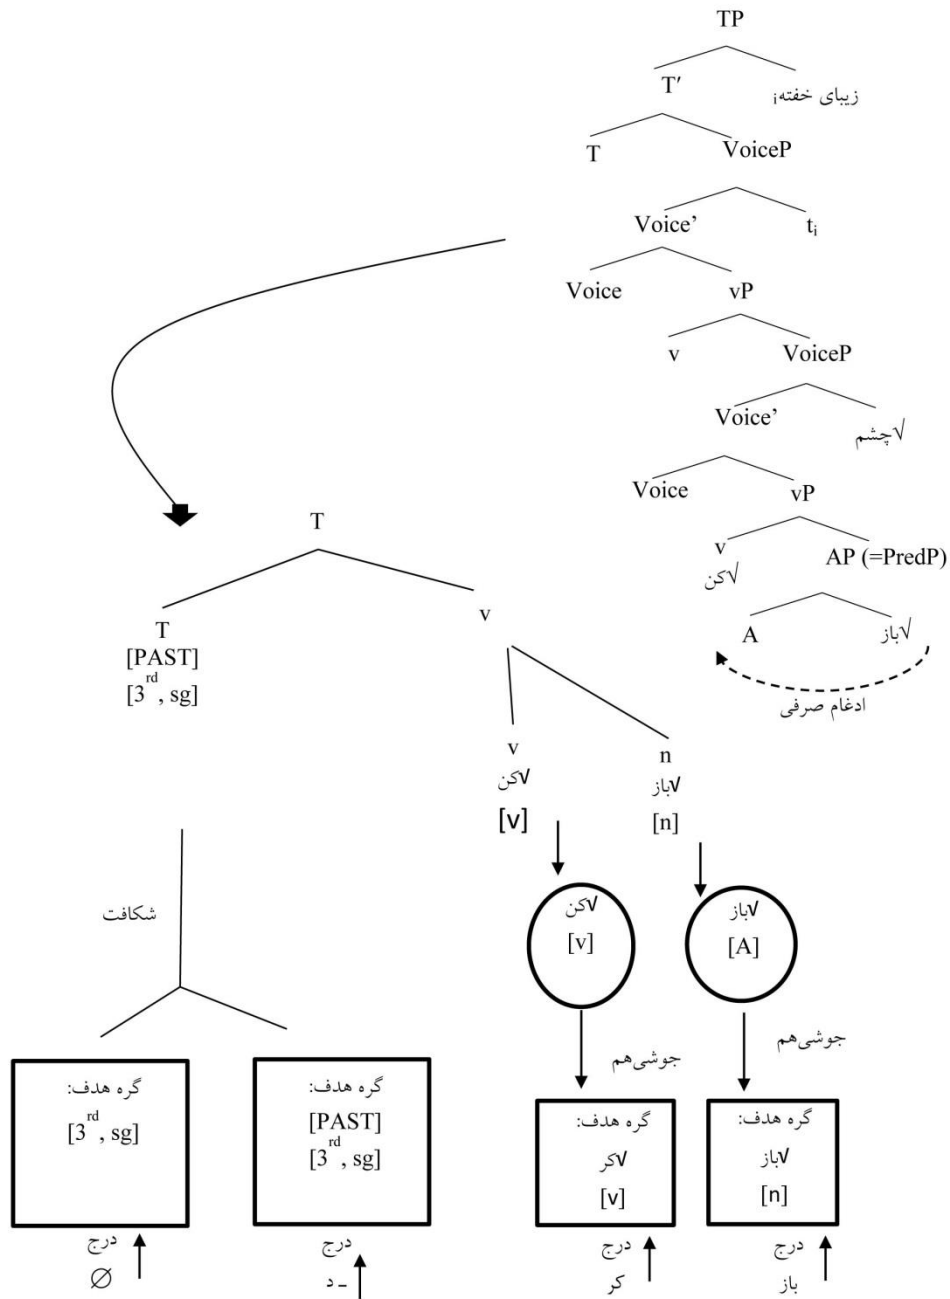 TP
T′
زیبای خفتهi
T
VoiceP
Voice’
ti
Voice
vP
v
VoiceP
Voice’
√چشم
Voice
vP
v
√کن
AP (=PredP)
A
√باز
ادغام صرفی
T
T
[PAST]
[3rd, sg]
v
v
√کن
[v]
n
√باز
[n]
شکافت
√کن
[v]
√باز
[A]
جوشی‌هم
جوشی‌هم
گره هدف:
[3rd, sg]
گره هدف:
[PAST]
[3rd, sg]
گره هدف:
√کر
[v]
گره هدف:
√باز
[n]
درج
∅
درج
ـ د
درج
کر
درج
باز